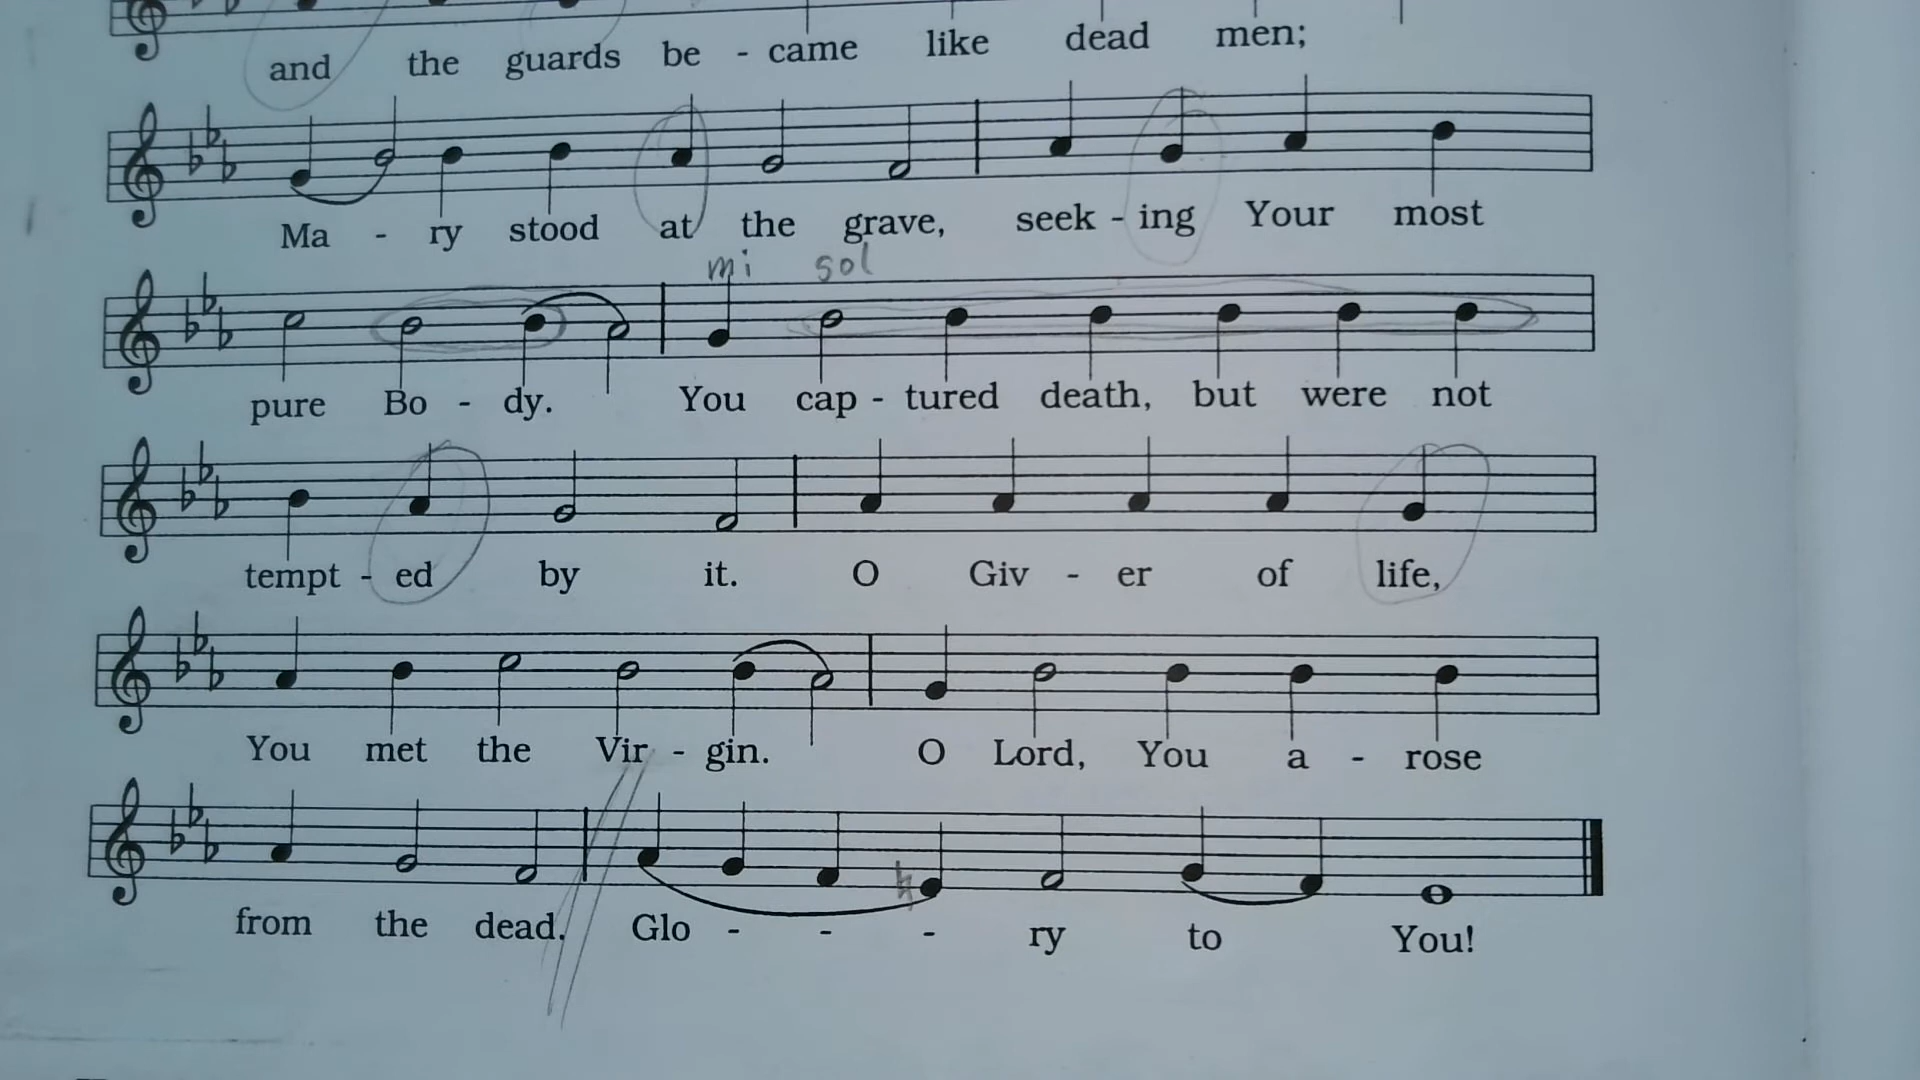 and the guards be - came like dead men;
Ma - ry stood at the grave, seek - ing Your most
mi sol
pure Bo - dy. You cap - tured death, but were not
tempt - ed by it. O Giv - er of life,
You met the Vir - gin. O Lord, You a - rose
from the dead. Glo - - - ry to You!